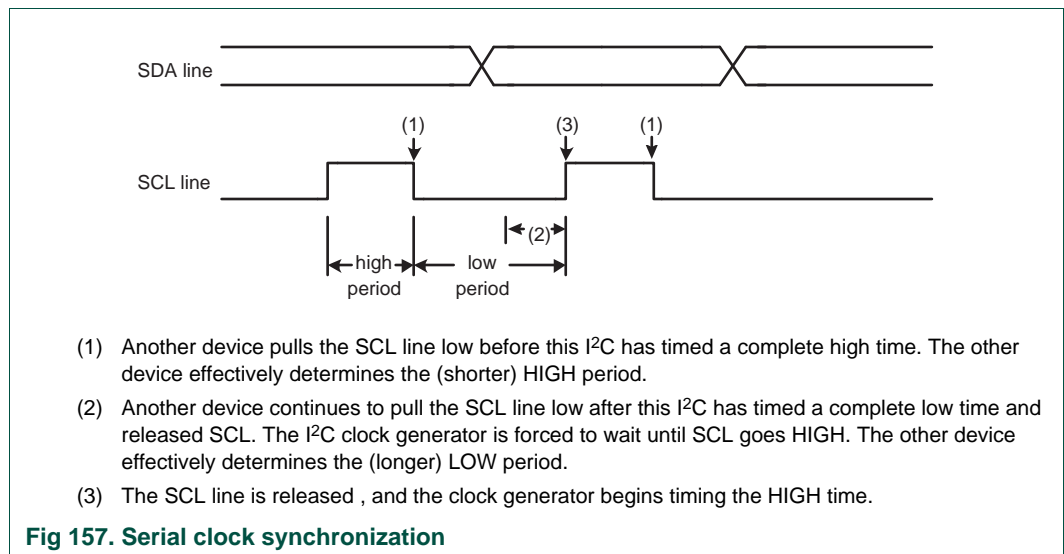 SDA line
(1)
(3)
(1)
SCL line
(2)
high
period
low
period
(1) Another device pulls the SCL line low before this I²C has timed a complete high time. The other
device effectively determines the (shorter) HIGH period.
(2) Another device continues to pull the SCL line low after this I²C has timed a complete low time and
released SCL. The I²C clock generator is forced to wait until SCL goes HIGH. The other device
effectively determines the (longer) LOW period.
(3) The SCL line is released , and the clock generator begins timing the HIGH time.
Fig 157. Serial clock synchronization